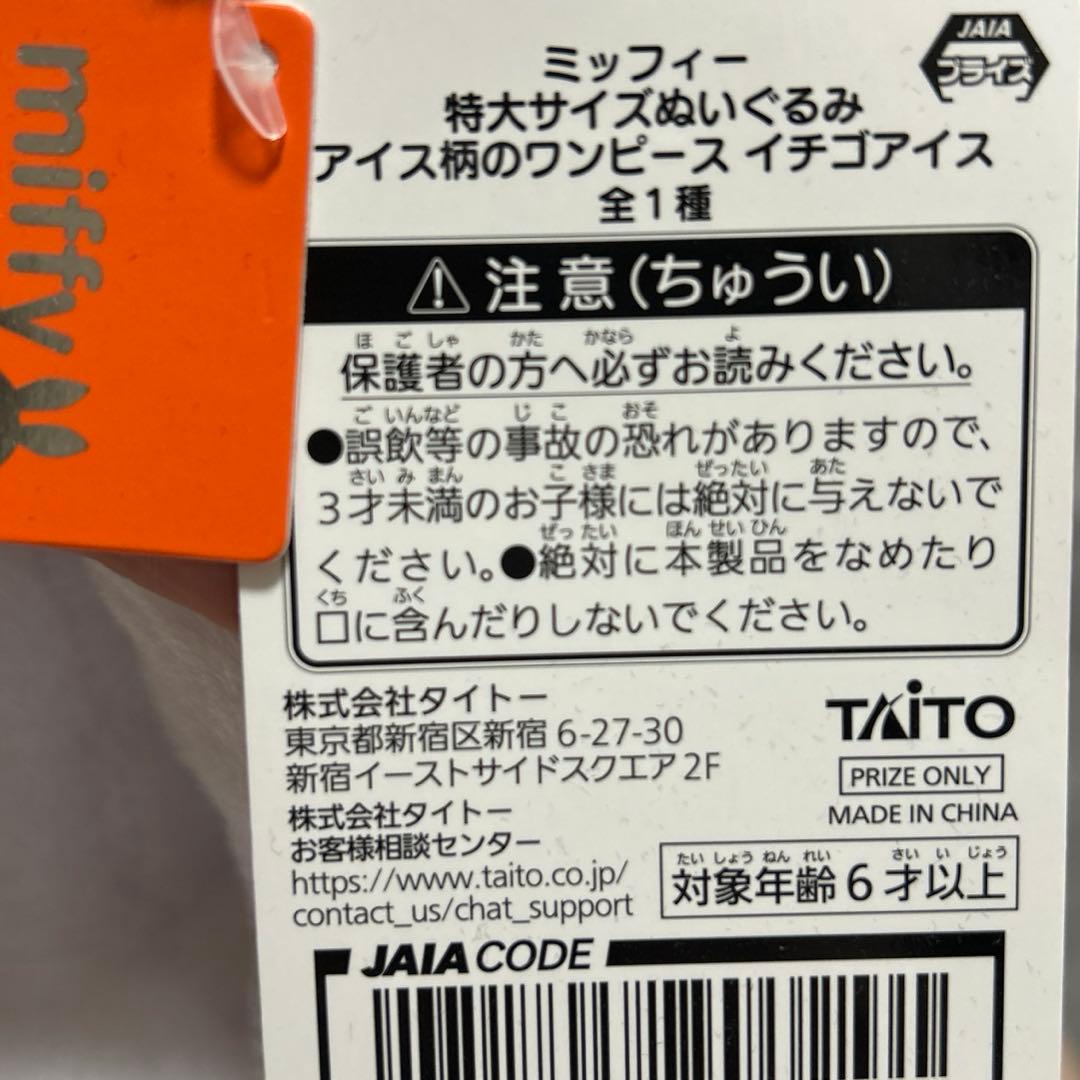 miffy
JAIA
プライズ
ミッフィー
特大サイズぬいぐるみ
アイス柄のワンピース イチゴアイス
全1種
注意(ちゅうい)
ほごしゃ かた かなら よ
保護者の方へ必ずお読みください。
ご いんなど じこ おそ
●誤飲等の事故の恐れがありますので、
さい みまん こさま ぜったい あた
3才未満のお子様には絶対に与えないで
ぜったい ほんせいひん
ください。●絶対に本製品をなめたり
くち ふく
口に含んだりしないでください。
株式会社タイトー
東京都新宿区新宿 6-27-30
新宿イーストサイドスクエア 2F
株式会社タイトー
お客様相談センター
https://www.taito.co.jp/
contact_us/chat_support
TAITO
PRIZE ONLY
MADE IN CHINA
たいしょうねんれい さい いじょう
対象年齢 6才以上
JAIA CODE